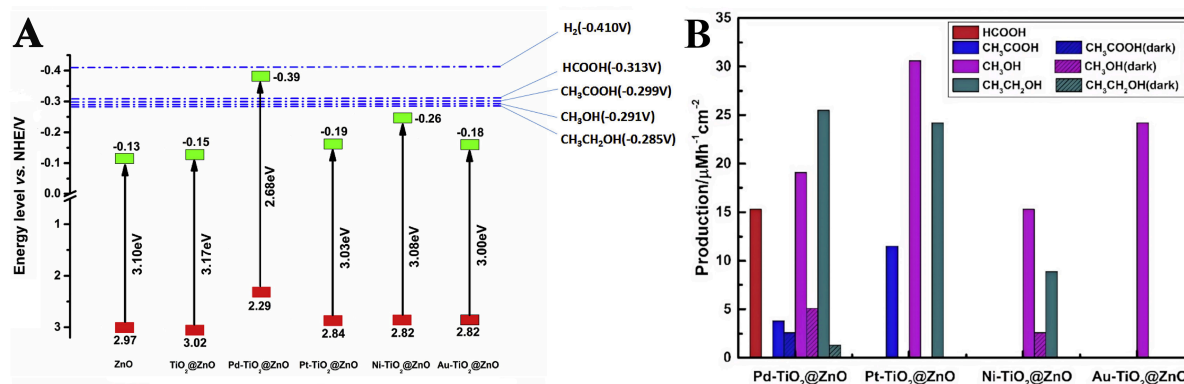 A
H₂(-0.410V)
HCOOH(-0.313V)
CH₃COOH(-0.299V)
CH₃OH(-0.291V)
CH₃CH₂OH(-0.285V)
Energy level vs. NHE/V
-0.4
-0.3
-0.2
-0.1
0.0
1
2
3
-0.13
3.10eV
2.97
-0.15
3.17eV
3.02
-0.39
2.68eV
2.29
-0.19
3.03eV
2.84
-0.26
3.08eV
2.82
-0.18
3.00eV
2.82
ZnO
TiO₂@ZnO
Pd-TiO₂@ZnO
Pt-TiO₂@ZnO
Ni-TiO₂@ZnO
Au-TiO₂@ZnO
B
Production/μMh⁻¹cm⁻²
35
30
25
20
15
10
5
0
HCOOH
CH₃COOH
CH₃COOH(dark)
CH₃OH
CH₃OH(dark)
CH₃CH₂OH
CH₃CH₂OH(dark)
Pd-TiO₂@ZnO
Pt-TiO₂@ZnO
Ni-TiO₂@ZnO
Au-TiO₂@ZnO